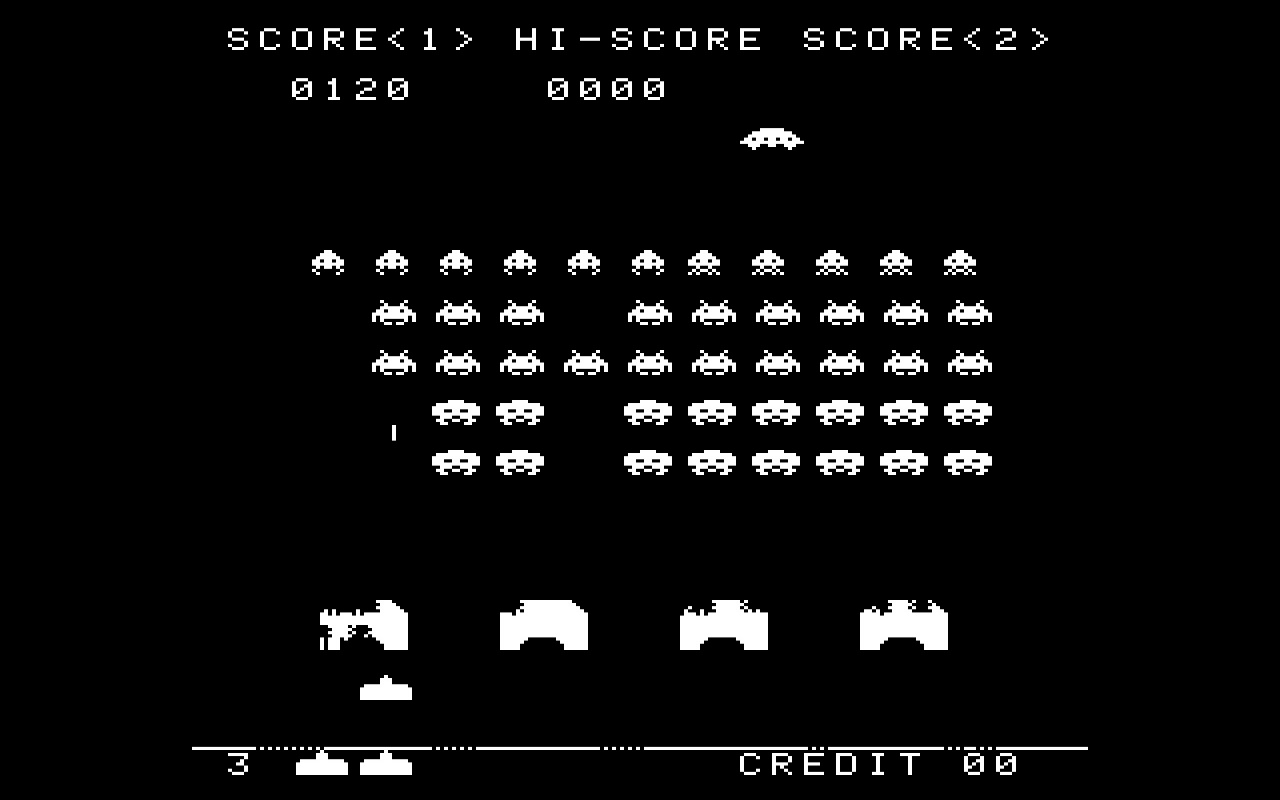 SCORE<1> HI-SCORE SCORE<2>
0120 0000
3 CREDIT 00